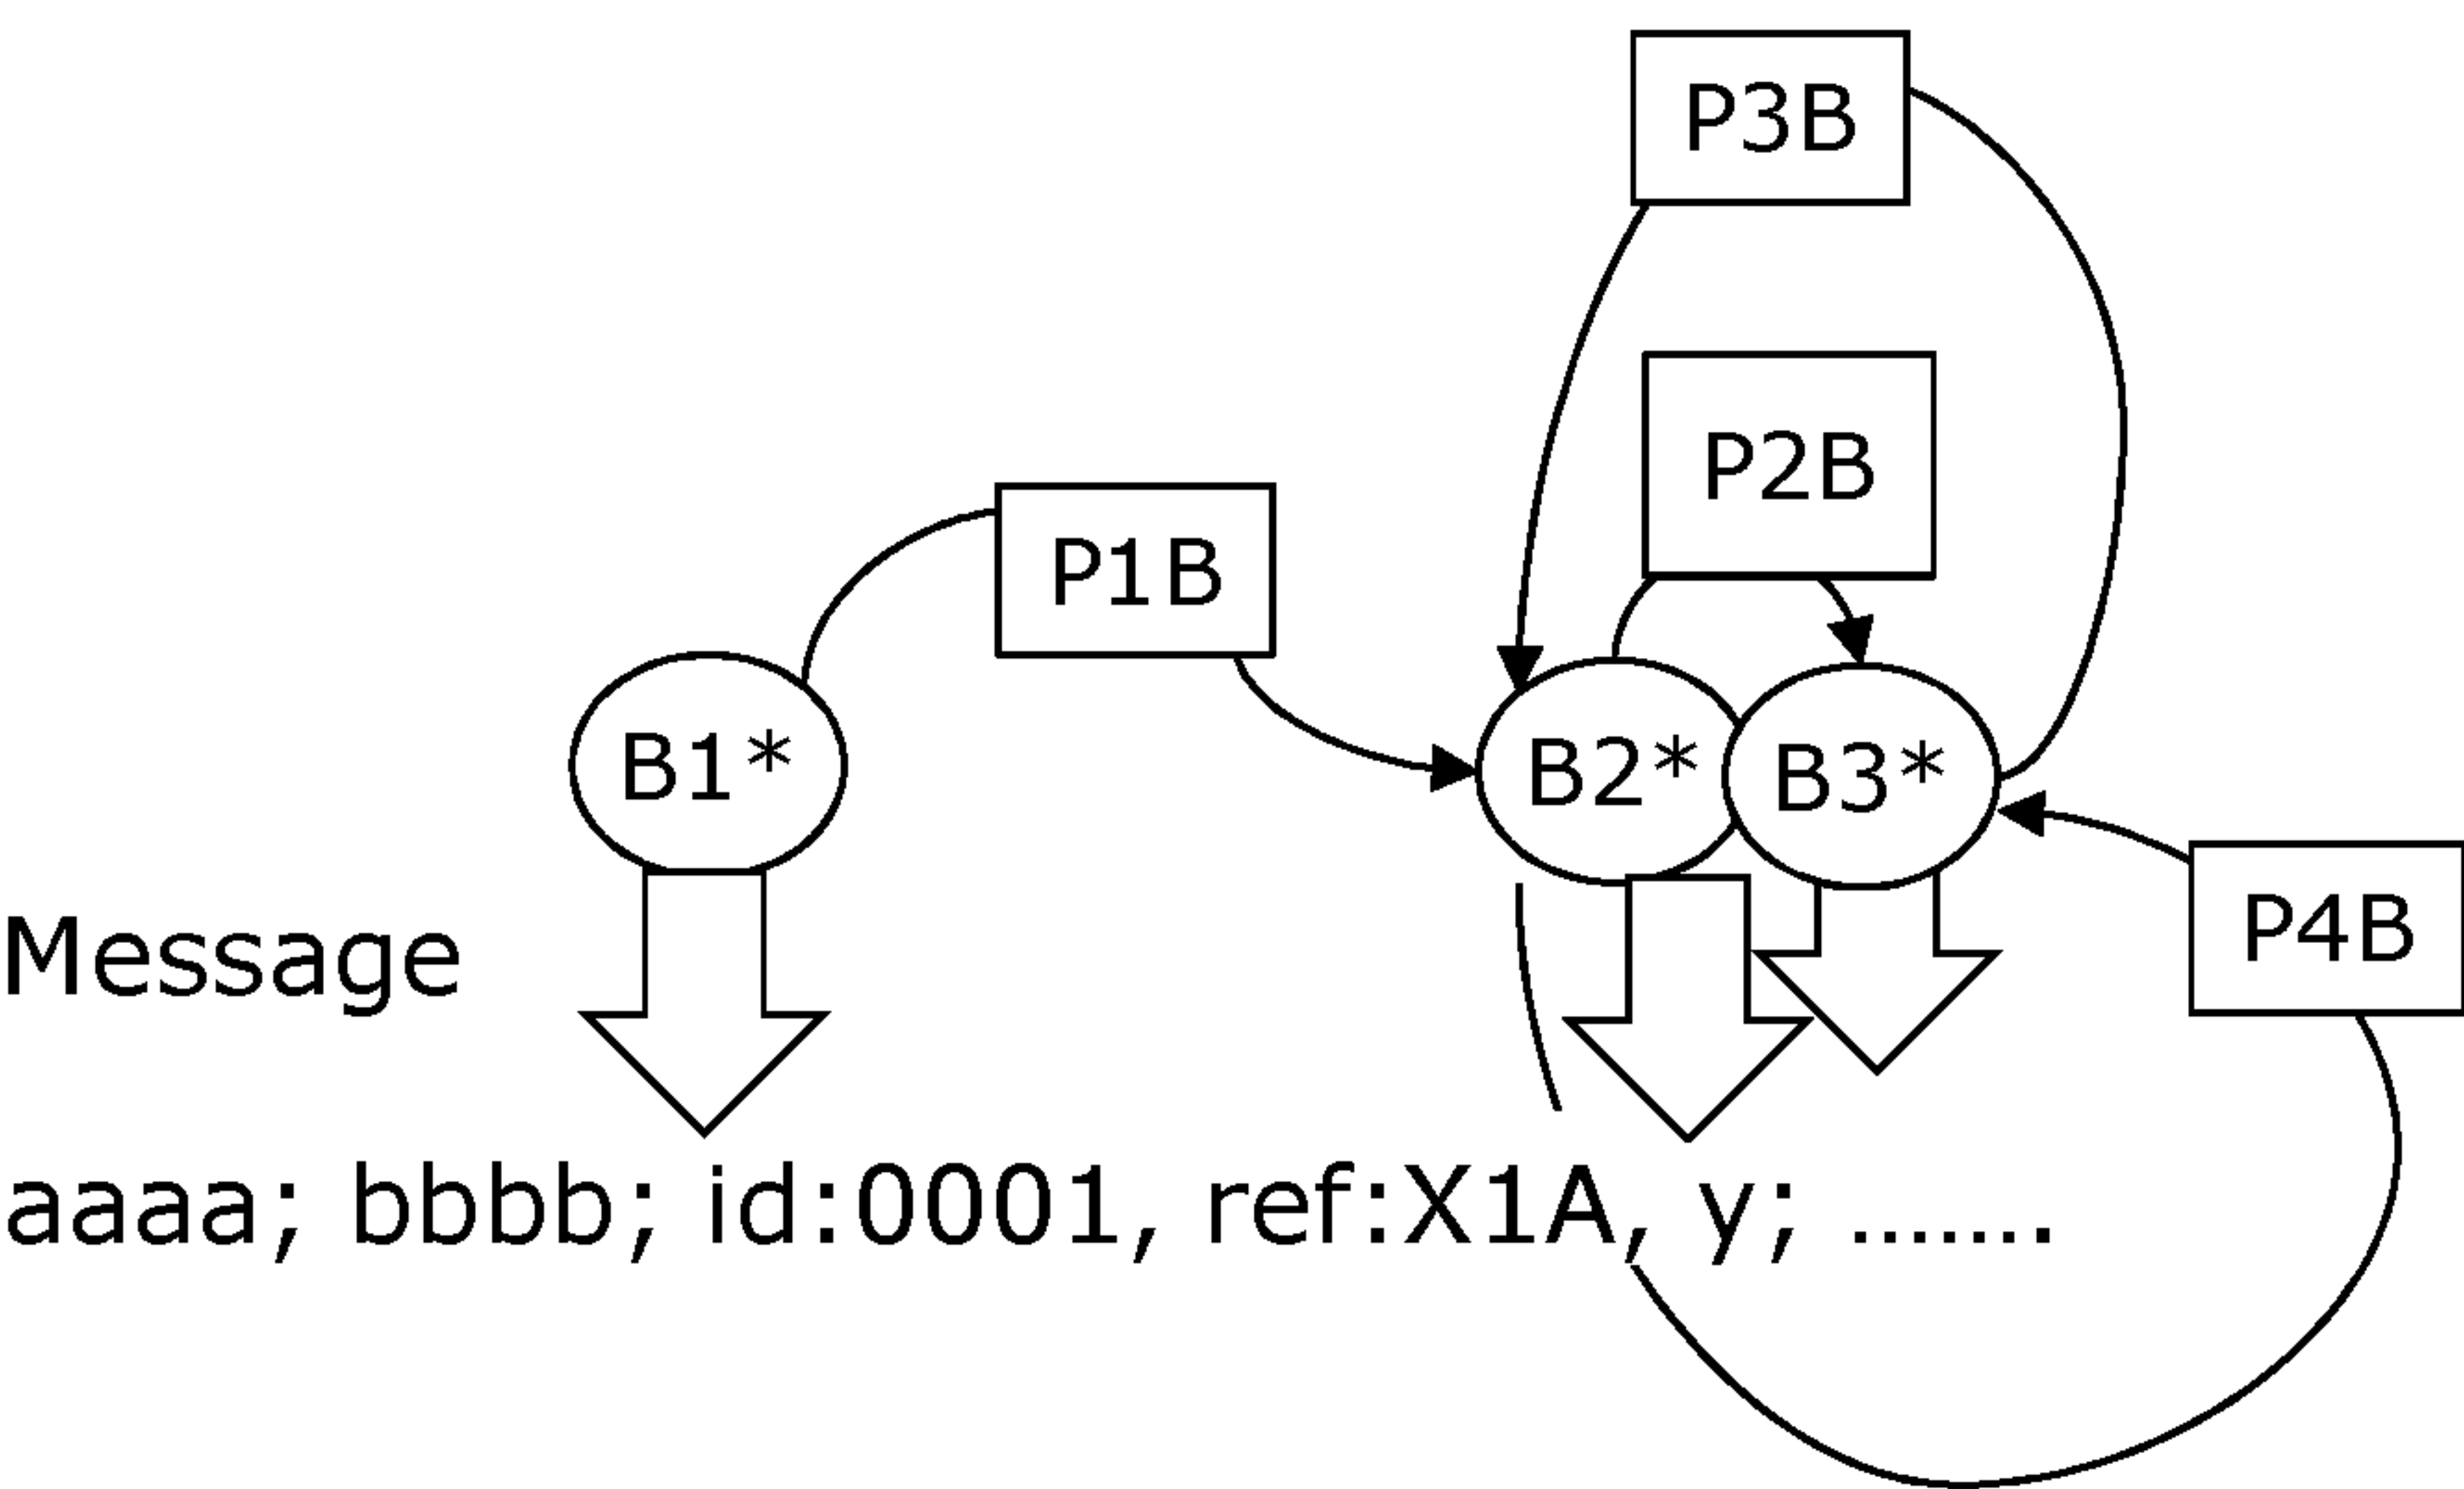 P3B
P2B
P1B
B1*
B2*
B3*
P4B
Message
aaaa; bbbb; id:0001, ref:X1A, y; .......